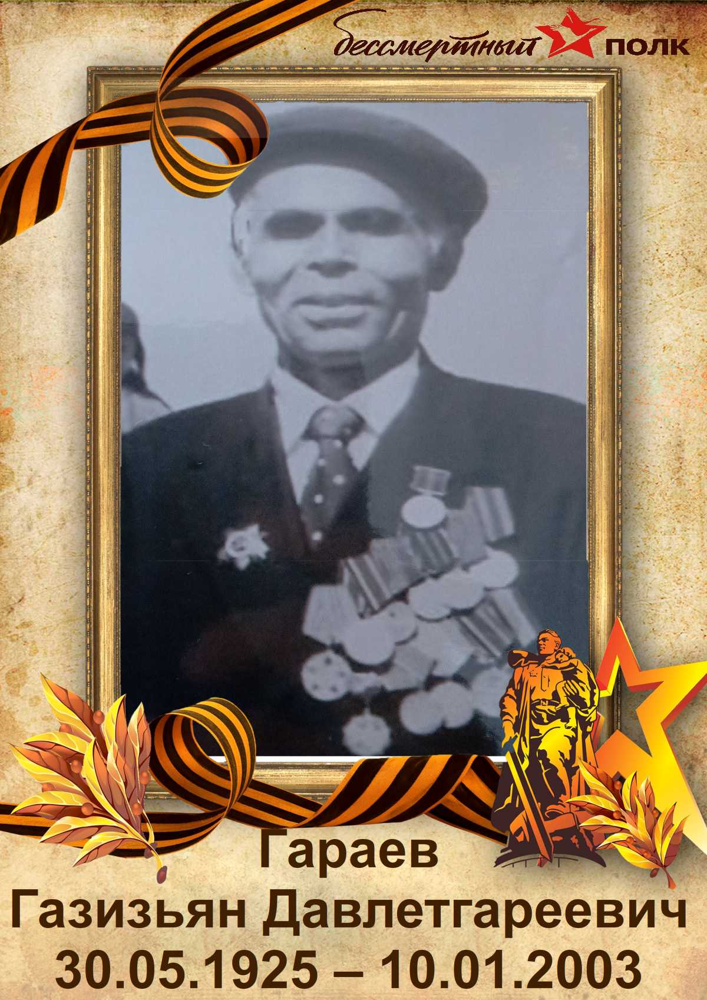 бессмертный полк
Гараев
Газизьян Давлетгареевич
30.05.1925 – 10.01.2003